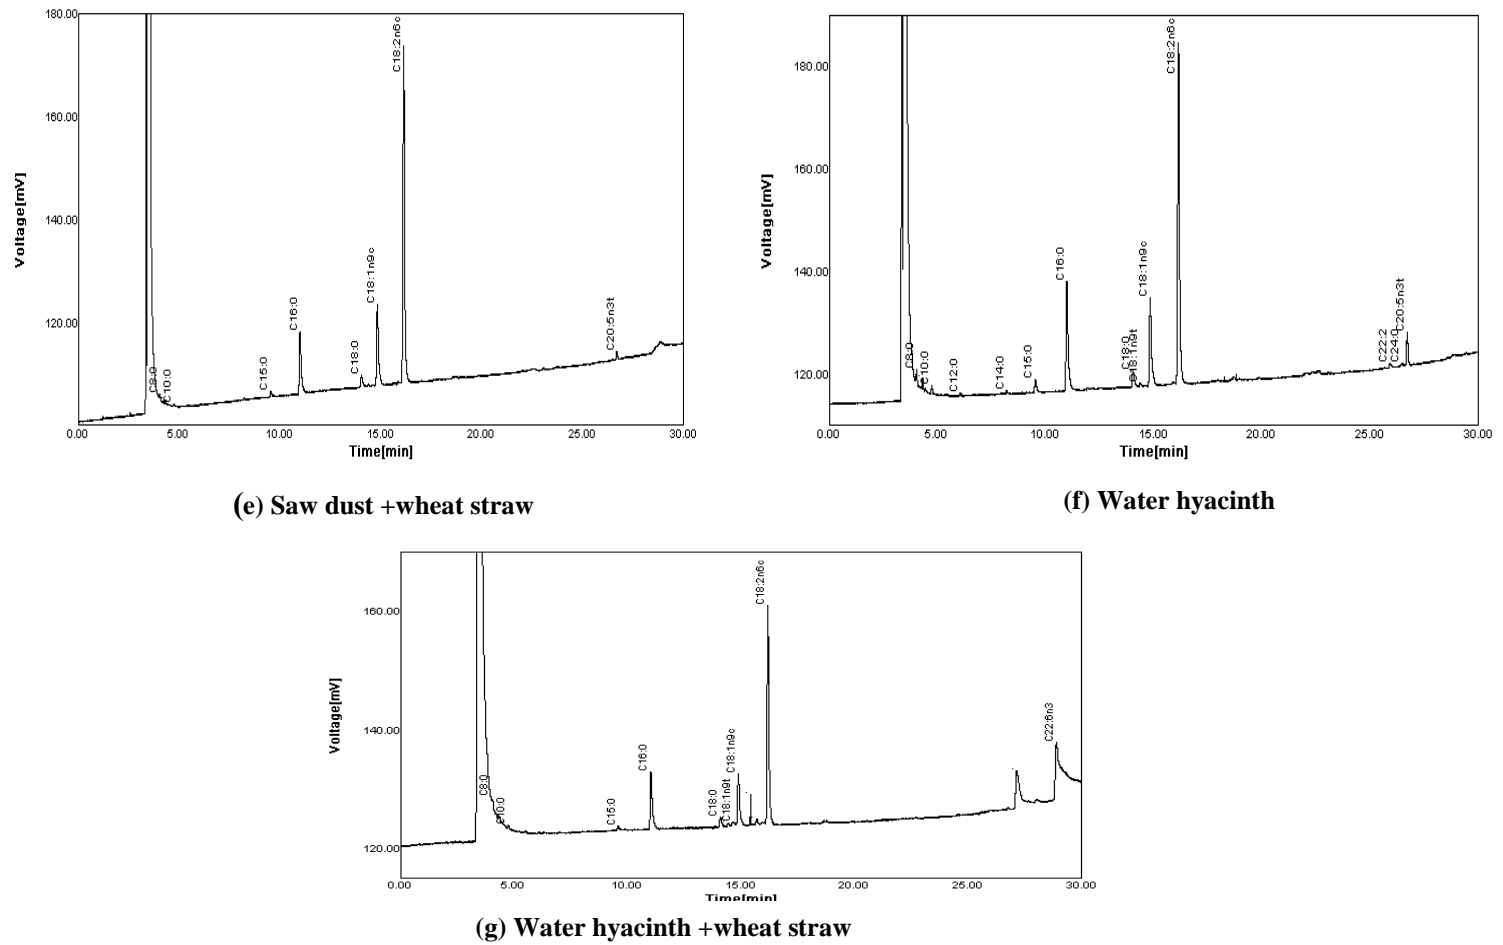 180.00
160.00
140.00
120.00
Voltage[mV]
C8:0
C10:0
C15:0
C16:0
C18:0
C18:1n9c
C18:2n6c
C20:5n3t
0.00 5.00 10.00 15.00 20.00 25.00 30.00
Time[min]
(e) Saw dust +wheat straw
180.00
160.00
140.00
120.00
Voltage[mV]
C8:0
C10:0
C12:0
C14:0
C15:0
C16:0
C18:0
C18:1n9t
C18:1n9c
C18:2n6c
C22:2
C24:0
C20:5n3t
0.00 5.00 10.00 15.00 20.00 25.00 30.00
Time[min]
(f) Water hyacinth
160.00
140.00
120.00
Voltage[mV]
C8:0
C10:0
C15:0
C16:0
C18:0
C18:1n9t
C18:1n9c
C18:2n6c
C22:6n3
0.00 5.00 10.00 15.00 20.00 25.00 30.00
Time[min]
(g) Water hyacinth +wheat straw